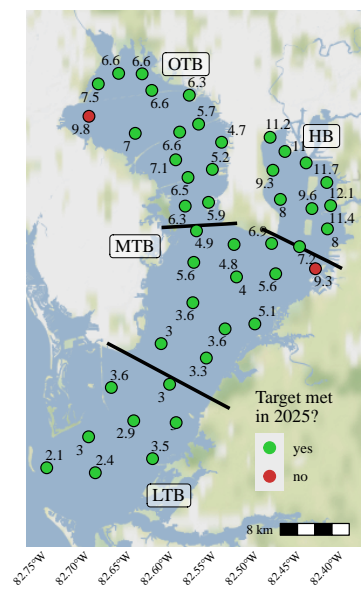 6.6
6.6
OTB
7.5
6.6
6.3
9.8
7
6.6
5.7
4.7
11.2
HB
11
7.1
5.2
9.3
11.7
6.5
9.6
12.1
6.3
5.9
8
11.4
MTB
4.9
6.9
8
7.2
5.6
4.8
4
5.6
9.3
3.6
5.1
3
3.6
3.3
3.6
3
Target met
in 2025?
yes
no
2.9
3
2.1
2.4
3.5
LTB
8 km
82.75°W
82.70°W
82.65°W
82.60°W
82.55°W
82.50°W
82.45°W
82.40°W